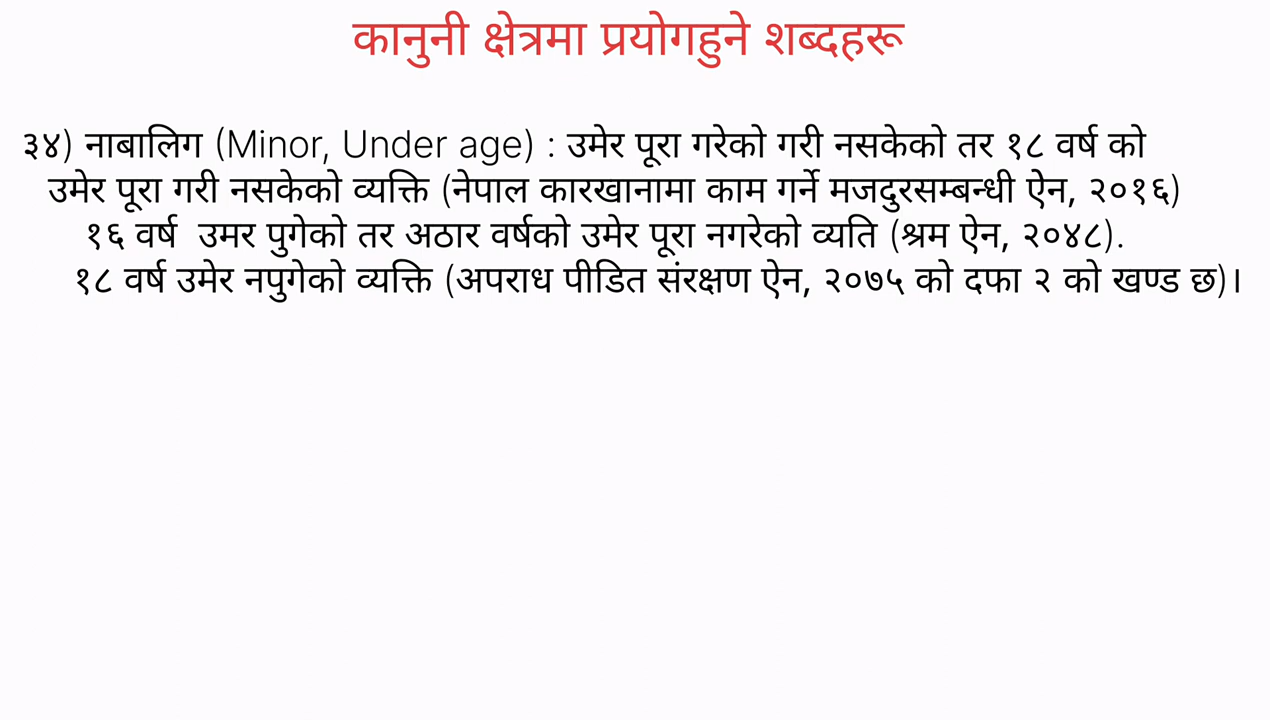 कानुनी क्षेत्रमा प्रयोगहुने शब्दहरू
३४) नाबालिग (Minor, Under age) : उमेर पूरा गरेको गरी नसकेको तर १८ वर्ष को
उमेर पूरा गरी नसकेको व्यक्ति (नेपाल कारखानामा काम गर्ने मजदुरसम्बन्धी ऐेन, २०१६)
१६ वर्ष  उमर पुगेको तर अठार वर्षको उमेर पूरा नगरेको व्यति (श्रम ऐन, २०४८).
१८ वर्ष उमेर नपुगेको व्यक्ति (अपराध पीडित संरक्षण ऐन, २०७५ को दफा २ को खण्ड छ)।